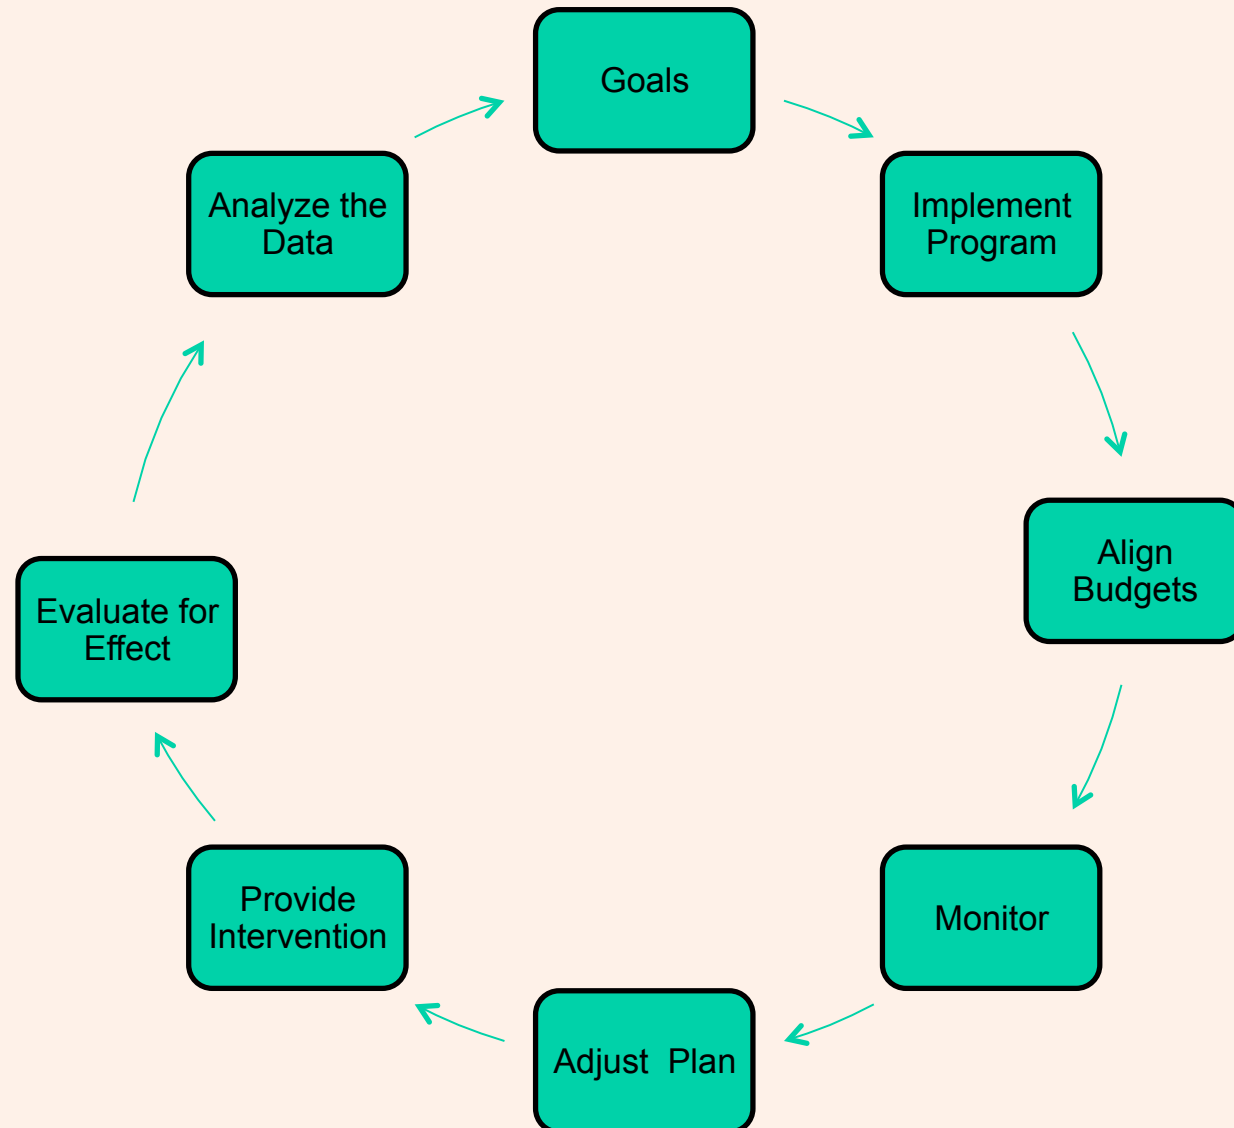 Goals
Implement
Program
Align
Budgets
Monitor
Adjust  Plan
Provide
Intervention
Evaluate for
Effect
Analyze the
Data